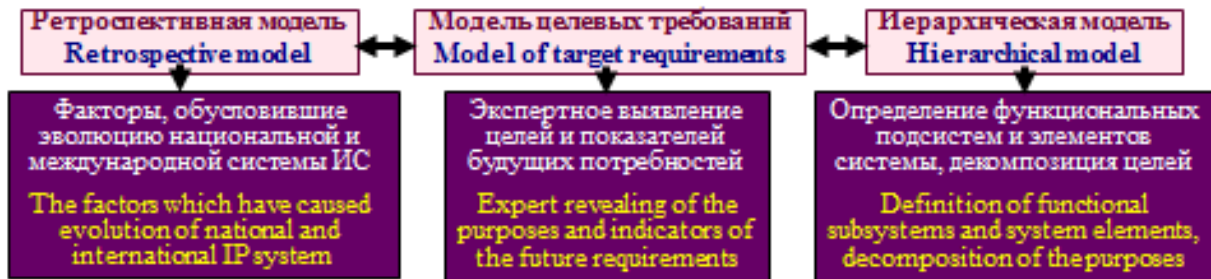 Ретроспективная модель
Retrospective model
Модель целевых требований
Model of target requirements
Иерархическая модель
Hierarchical model
Факторы, обусловившие
эволюцию национальной и
международной системы ИС
The factors which have caused
evolution of national and
international IP system
Экспертное выявление
целей и показателей
будущих потребностей
Expert revealing of the
purposes and indicators of
the future requirements
Определение функциональных
подсистем и элементов
системы, декомпозиция целей
Definition of functional
subsystems and system elements,
decomposition of the purposes